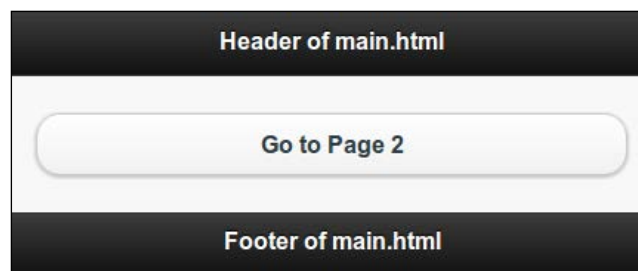 Header of main.html
Go to Page 2
Footer of main.html